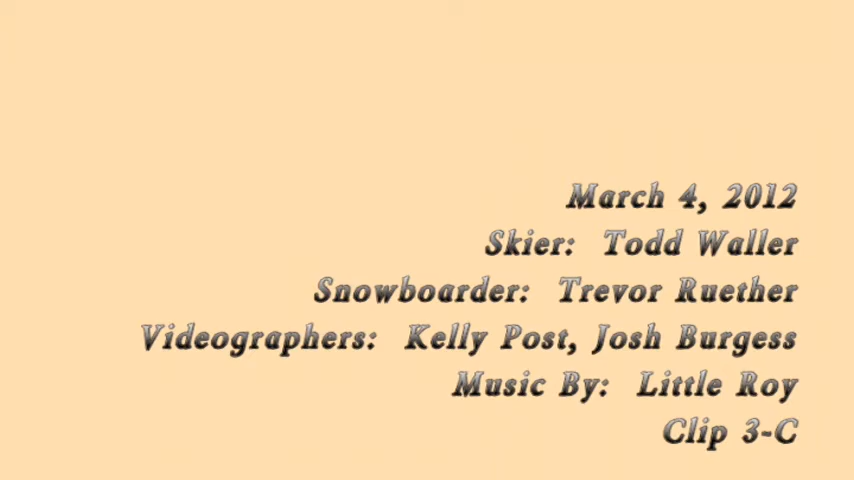 March 4, 2012
Skier:  Todd Waller
Snowboarder:  Trevor Ruether
Videographers:  Kelly Post, Josh Burgess
Music By:  Little Roy
Clip 3-C